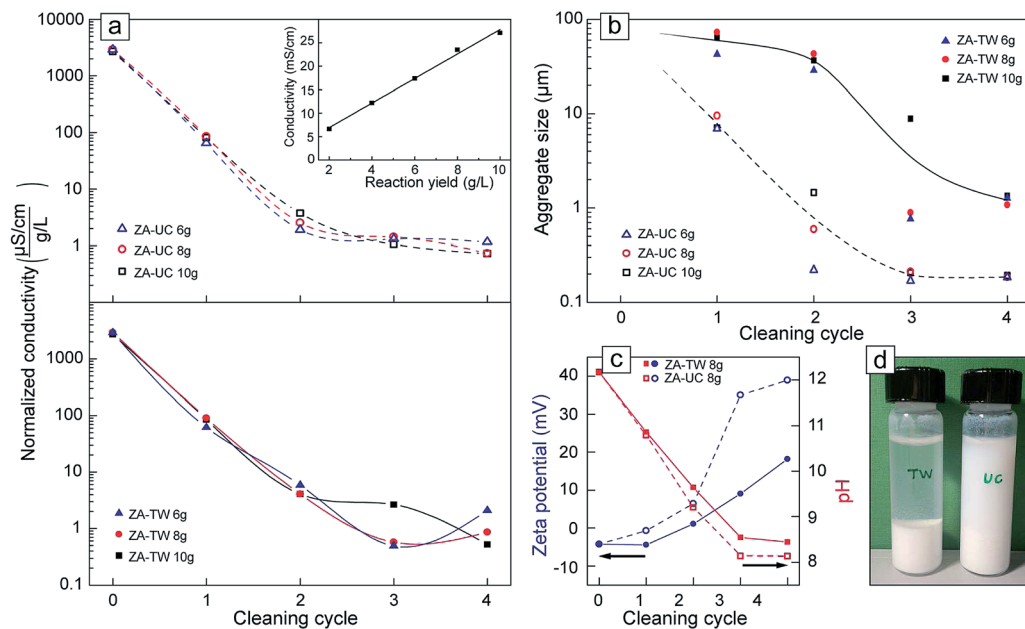 a
10000
1000
100
10
1
1000
100
10
1
0.1
Normalized conductivity (μS/cm / g/L)
ZA-UC 6g
ZA-UC 8g
ZA-UC 10g
Conductivity (mS/cm)
25
20
15
10
5
0
2 4 6 8 10
Reaction yield (g/L)
ZA-TW 6g
ZA-TW 8g
ZA-TW 10g
0 1 2 3 4
Cleaning cycle
b
100
10
1
0.1
Aggregate size (μm)
ZA-TW 6g
ZA-TW 8g
ZA-TW 10g
ZA-UC 6g
ZA-UC 8g
ZA-UC 10g
0 1 2 3 4
Cleaning cycle
c
40
30
20
10
0
-10
Zeta potential (mV)
ZA-TW 8g
ZA-UC 8g
12
11
10
9
8
pH
0 1 2 3 4
Cleaning cycle
d
TW
UC